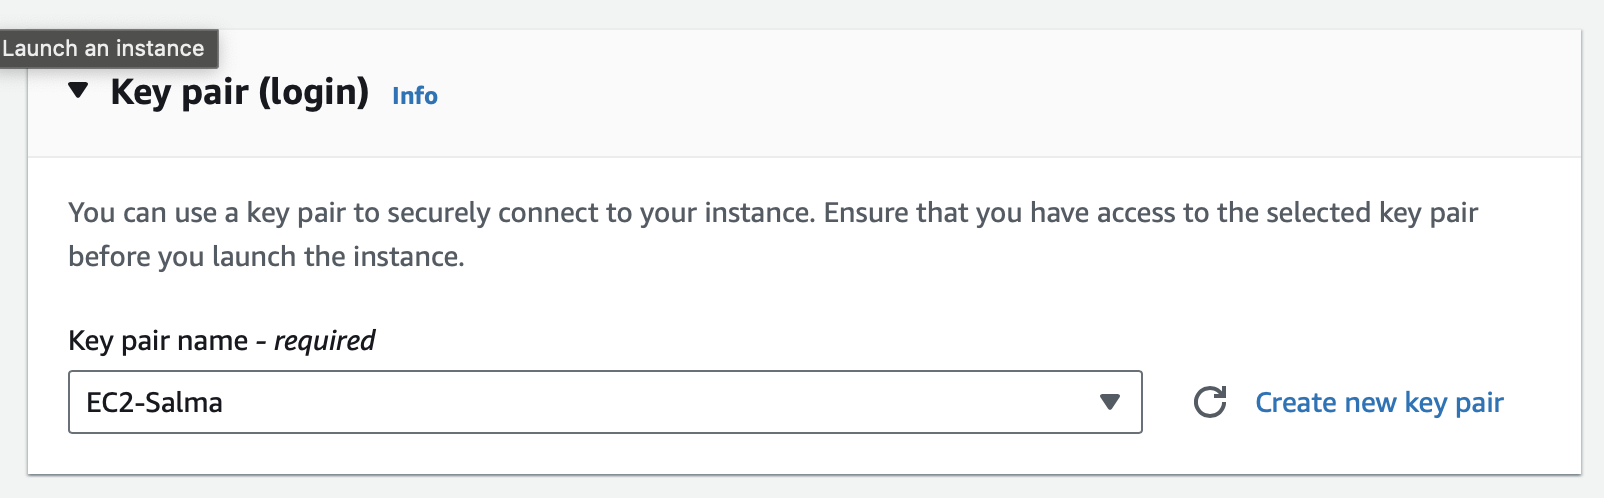 Launch an instance
Key pair (login) Info
You can use a key pair to securely connect to your instance. Ensure that you have access to the selected key pair
before you launch the instance.
Key pair name - required
EC2-Salma
Create new key pair